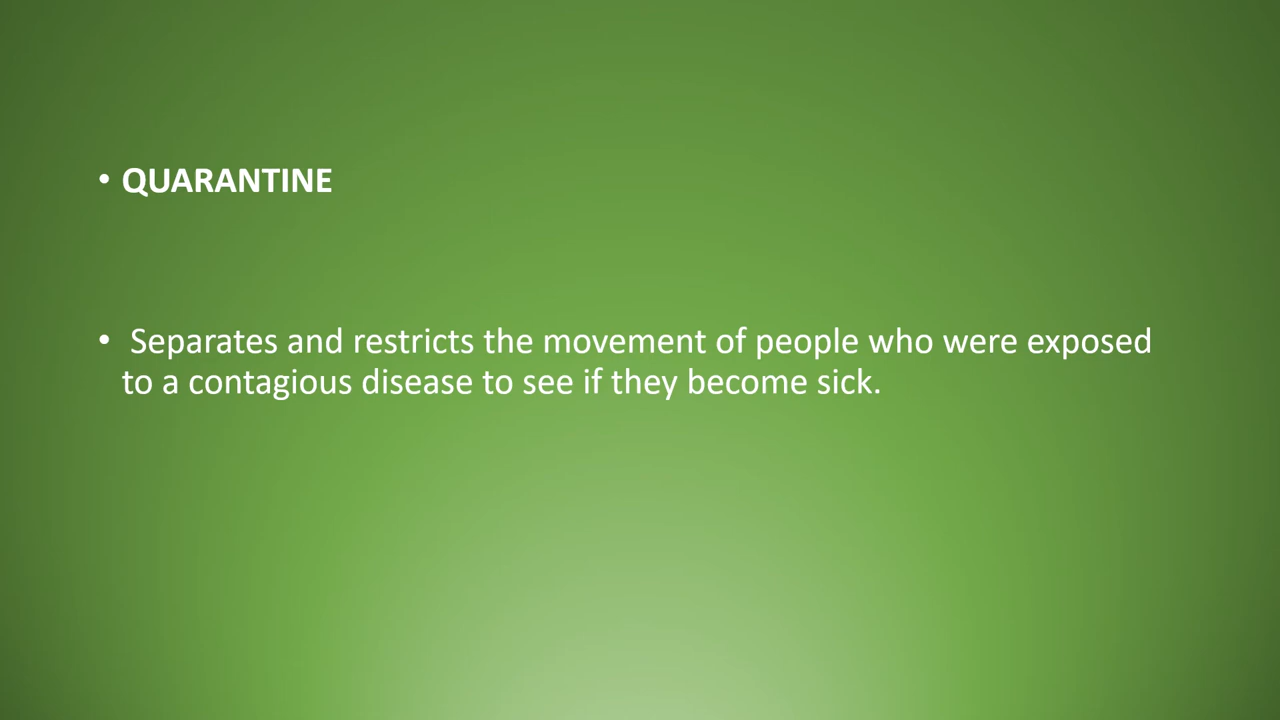 • QUARANTINE
• Separates and restricts the movement of people who were exposed
to a contagious disease to see if they become sick.